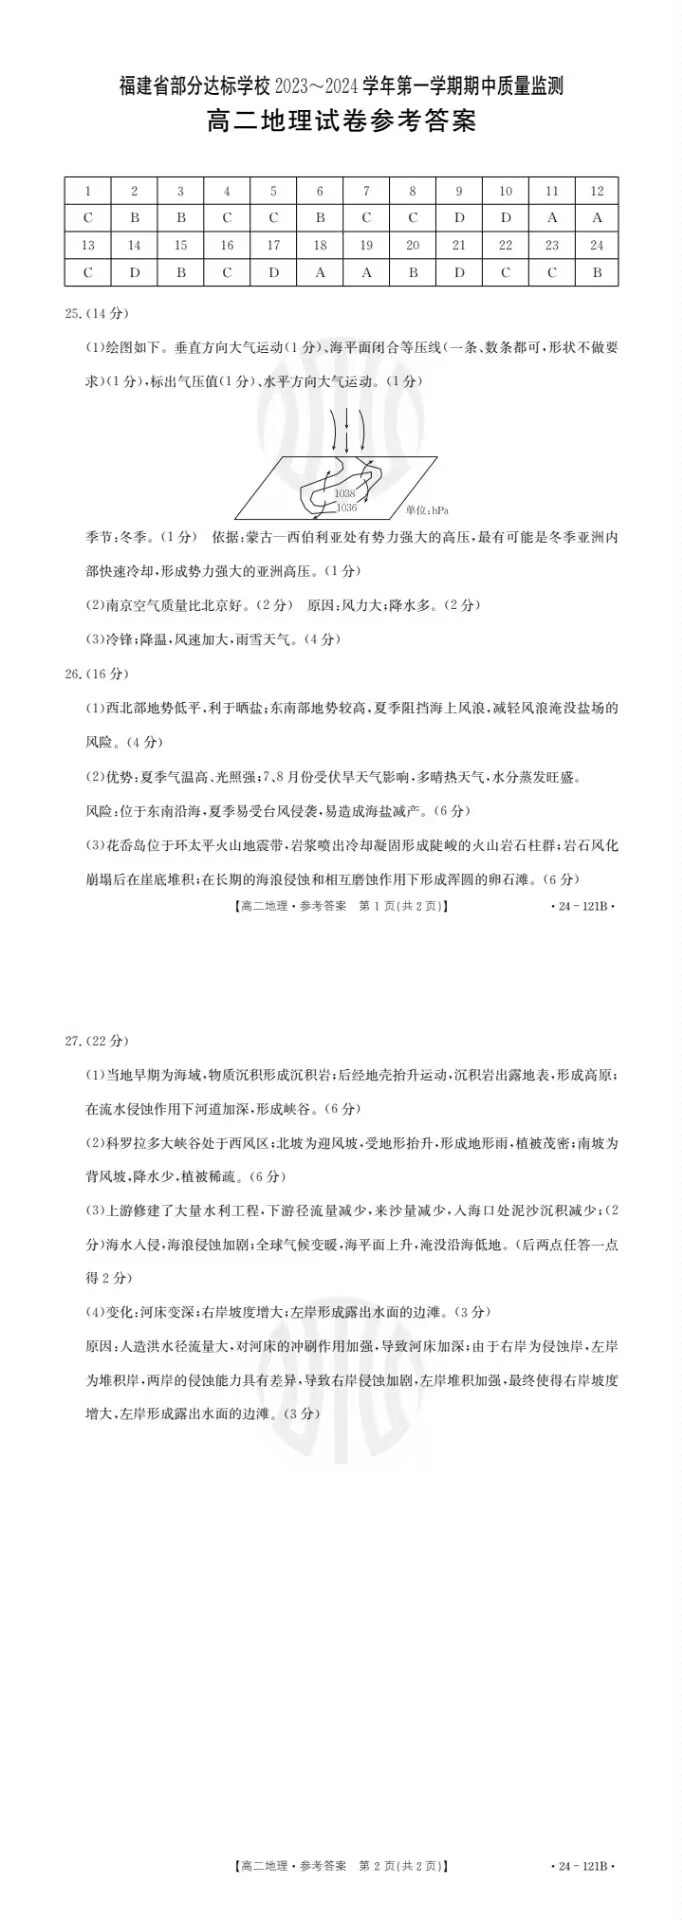 福建省部分达标学校 2023～2024 学年第一学期期中质量监测
高二地理试卷参考答案
1 2 3 4 5 6 7 8 9 10 11 12
C B B C C B C C D D A A
13 14 15 16 17 18 19 20 21 22 23 24
C D B C D A A B D C C B
25.(14 分)
(1)绘图如下。垂直方向大气运动(1 分)、海平面闭合等压线(一条、数条都可,形状不做要
求)(1 分),标出气压值(1 分)、水平方向大气运动。(1 分)
1038
1036
单位:hPa
季节:冬季。(1 分) 依据:蒙古—西伯利亚处有势力强大的高压,最有可能是冬季亚洲内
部快速冷却,形成势力强大的亚洲高压。(1 分)
(2)南京空气质量比北京好。(2 分) 原因:风力大;降水多。(2 分)
(3)冷锋;降温,风速加大,雨雪天气。(4 分)
26.(16 分)
(1)西北部地势低平,利于晒盐;东南部地势较高,夏季阻挡海上风浪,减轻风浪淹没盐场的
风险。(4 分)
(2)优势:夏季气温高、光照强;7、8 月份受伏旱天气影响,多晴热天气,水分蒸发旺盛。
风险:位于东南沿海,夏季易受台风侵袭,易造成海盐减产。(6 分)
(3)花岙岛位于环太平火山地震带,岩浆喷出冷却凝固形成陡峻的火山岩石柱群;岩石风化
崩塌后在崖底堆积;在长期的海浪侵蚀和相互磨蚀作用下形成浑圆的卵石滩。(6 分)
【高二地理·参考答案 第 1 页(共 2 页)】
·24－121B·
27.(22 分)
(1)当地早期为海域,物质沉积形成沉积岩;后经地壳抬升运动,沉积岩出露地表,形成高原;
在流水侵蚀作用下河道加深,形成峡谷。(6 分)
(2)科罗拉多大峡谷处于西风区;北坡为迎风坡,受地形抬升,形成地形雨,植被茂密;南坡为
背风坡,降水少,植被稀疏。(6 分)
(3)上游修建了大量水利工程,下游径流量减少,来沙量减少,入海口处泥沙沉积减少;(2
分)海水入侵,海浪侵蚀加剧;全球气候变暖,海平面上升,淹没沿海低地。(后两点任答一点
得 2 分)
(4)变化:河床变深;右岸坡度增大;左岸形成露出水面的边滩。(3 分)
原因:人造洪水径流量大,对河床的冲刷作用加强,导致河床加深;由于右岸为侵蚀岸,左岸
为堆积岸,两岸的侵蚀能力具有差异,导致右岸侵蚀加剧,左岸堆积加强,最终使得右岸坡度
增大,左岸形成露出水面的边滩。(3 分)
【高二地理·参考答案 第 2 页(共 2 页)】
·24－121B·